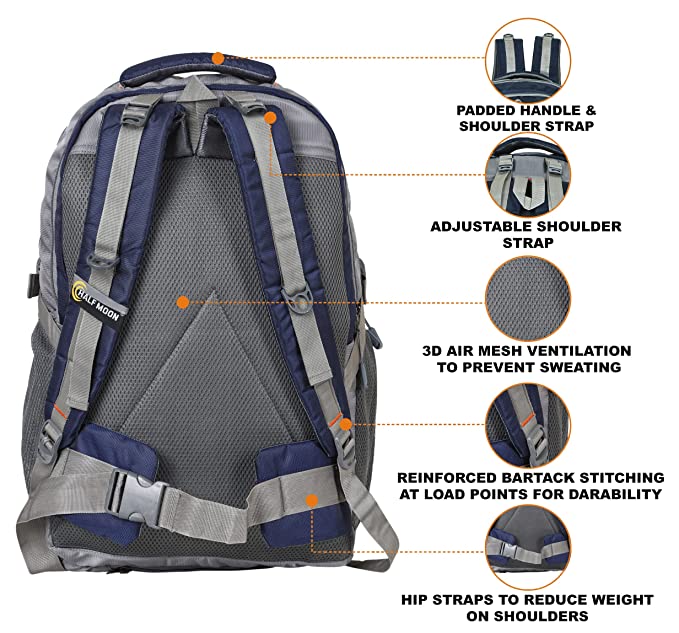 PADDED HANDLE &
SHOULDER STRAP
ADJUSTABLE SHOULDER
STRAP
HALF MOON
3D AIR MESH VENTILATION
TO PREVENT SWEATING
REINFORCED BARTACK STITCHING
AT LOAD POINTS FOR DARABILITY
HIP STRAPS TO REDUCE WEIGHT
ON SHOULDERS